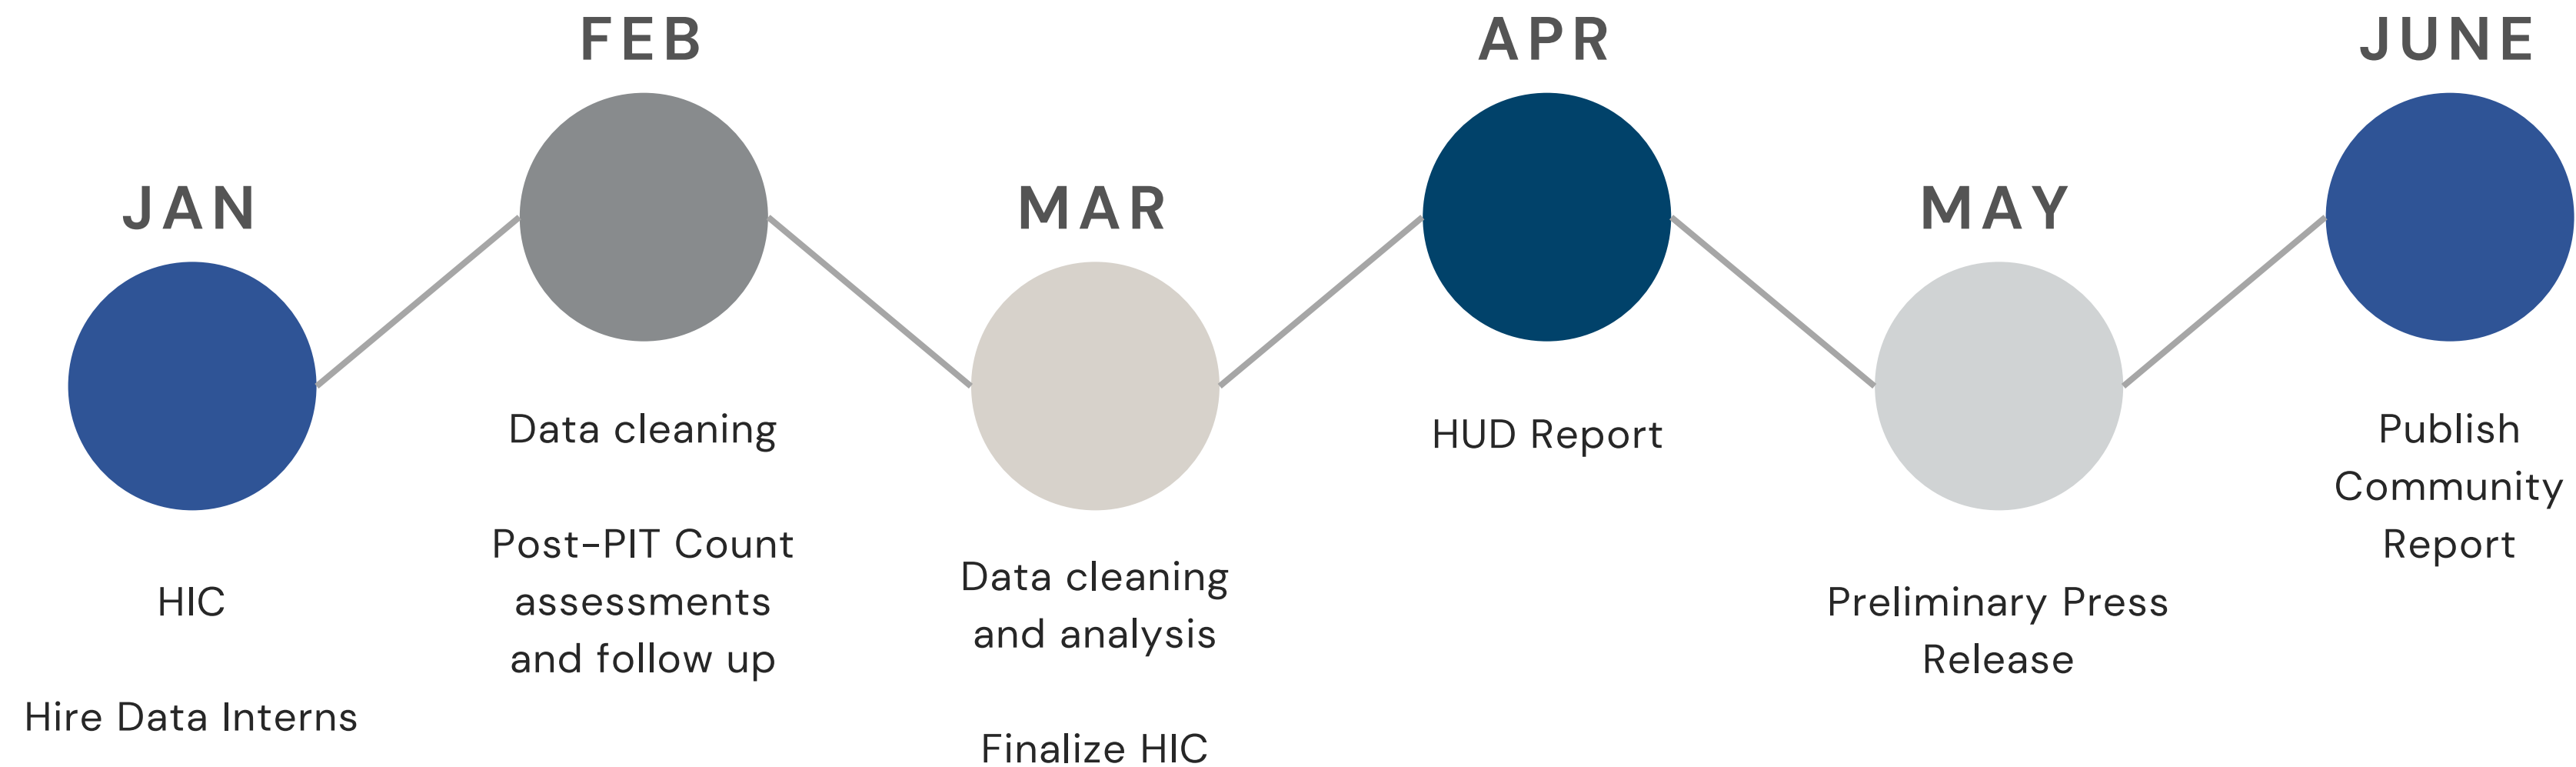 JAN
HIC
Hire Data Interns
FEB
Data cleaning
Post-PIT Count
assessments
and follow up
MAR
Data cleaning
and analysis
Finalize HIC
APR
HUD Report
MAY
Preliminary Press
Release
JUNE
Publish
Community
Report